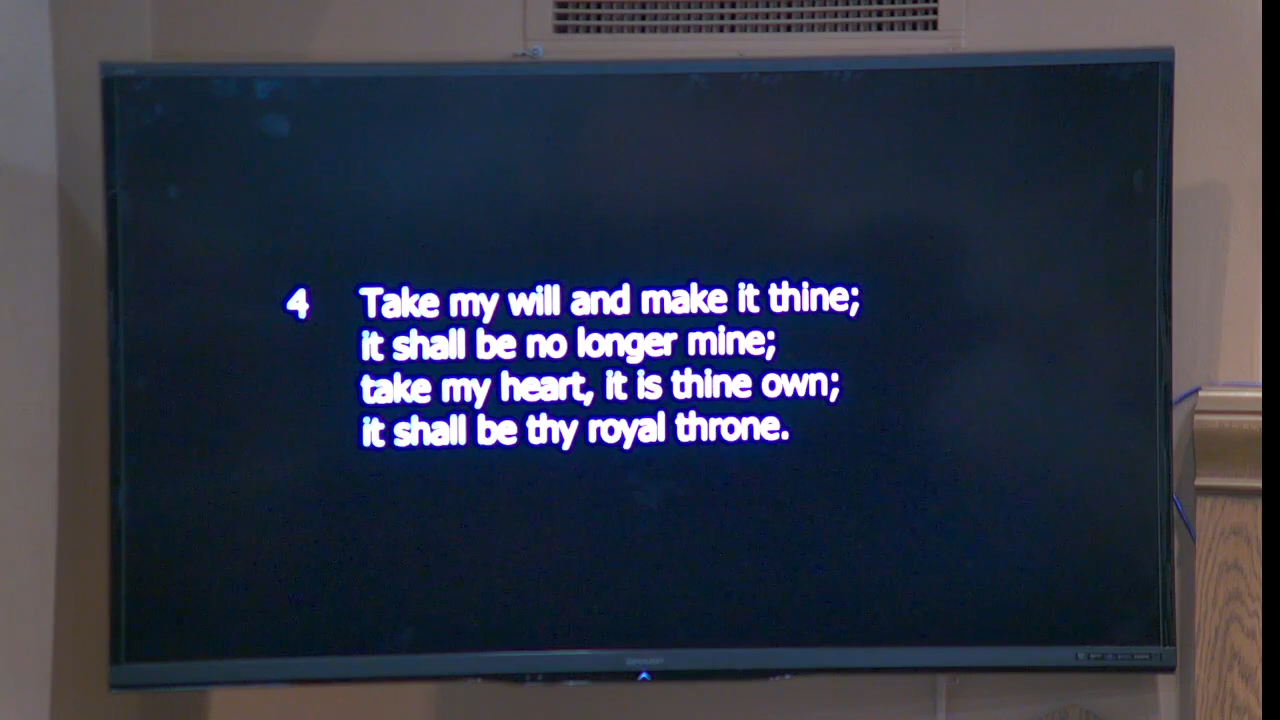 4 Take my will and make it thine;
it shall be no longer mine;
take my heart, it is thine own;
it shall be thy royal throne.